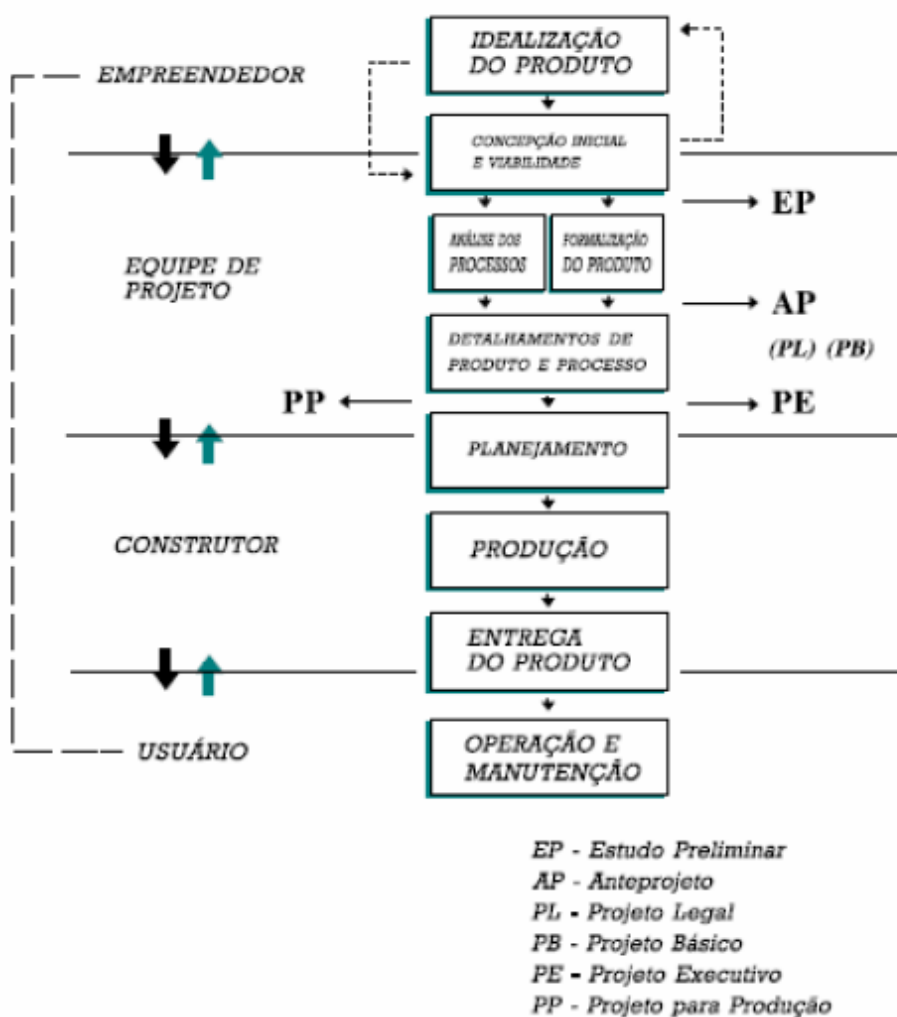 IDEALIZAÇÃO
DO PRODUTO
EMPREENDEDOR
CONCEPÇÃO INICIAL
E VIABILIDADE
EP
ANÁLISE DOS
PROCESSOS
FORMALIZAÇÃO
DO PRODUTO
EQUIPE DE
PROJETO
AP
(PL) (PB)
DETALHAMENTOS DE
PRODUTO E PROCESSO
PP
PE
PLANEJAMENTO
CONSTRUTOR
PRODUÇÃO
ENTREGA
DO PRODUTO
USUÁRIO
OPERAÇÃO E
MANUTENÇÃO
EP - Estudo Preliminar
AP - Anteprojeto
PL - Projeto Legal
PB - Projeto Básico
PE - Projeto Executivo
PP - Projeto para Produção